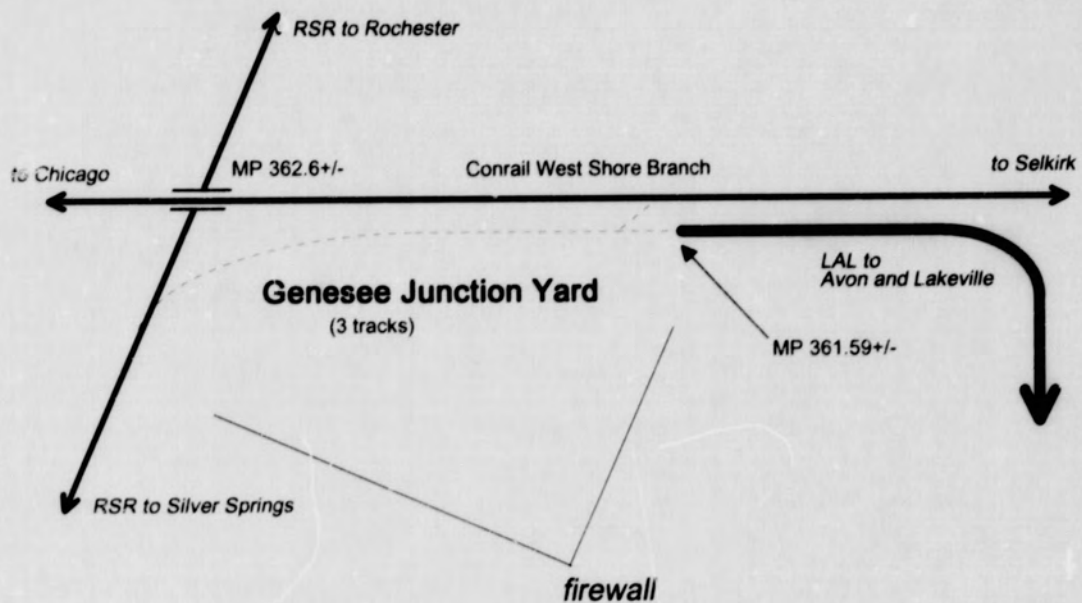 RSR to Rochester
to Chicago
MP 362.6+/-
Conrail West Shore Branch
to Selkirk
LAL to
Avon and Lakeville
Genesee Junction Yard
(3 tracks)
MP 361.59+/-
RSR to Silver Springs
firewall